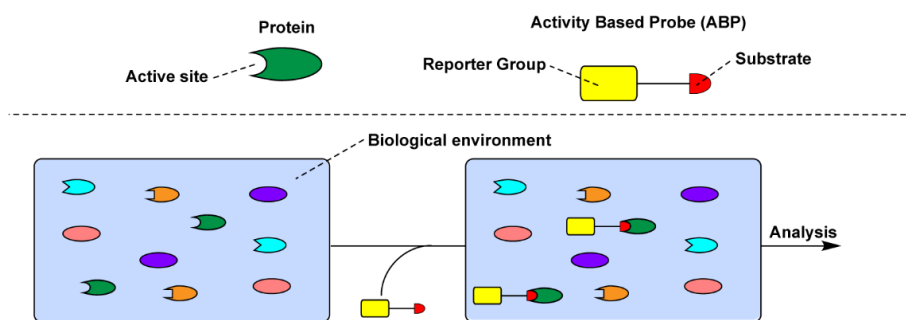 Protein
Activity Based Probe (ABP)
Active site
Reporter Group
Substrate
Biological environment
Analysis